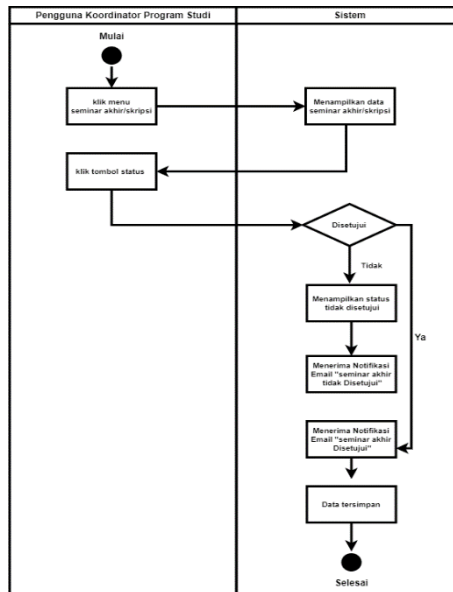 Pengguna Koordinator Program Studi
Sistem
Mulai
klik menu
seminar akhir/skripsi
Menampilkan data
seminar akhir/skripsi
klik tombol status
Disetujui
Tidak
Menampilkan status
tidak disetujui
Ya
Menerima Notifikasi
Email "seminar akhir
tidak Disetujui"
Menerima Notifikasi
Email "seminar akhir
Disetujui"
Data tersimpan
Selesai